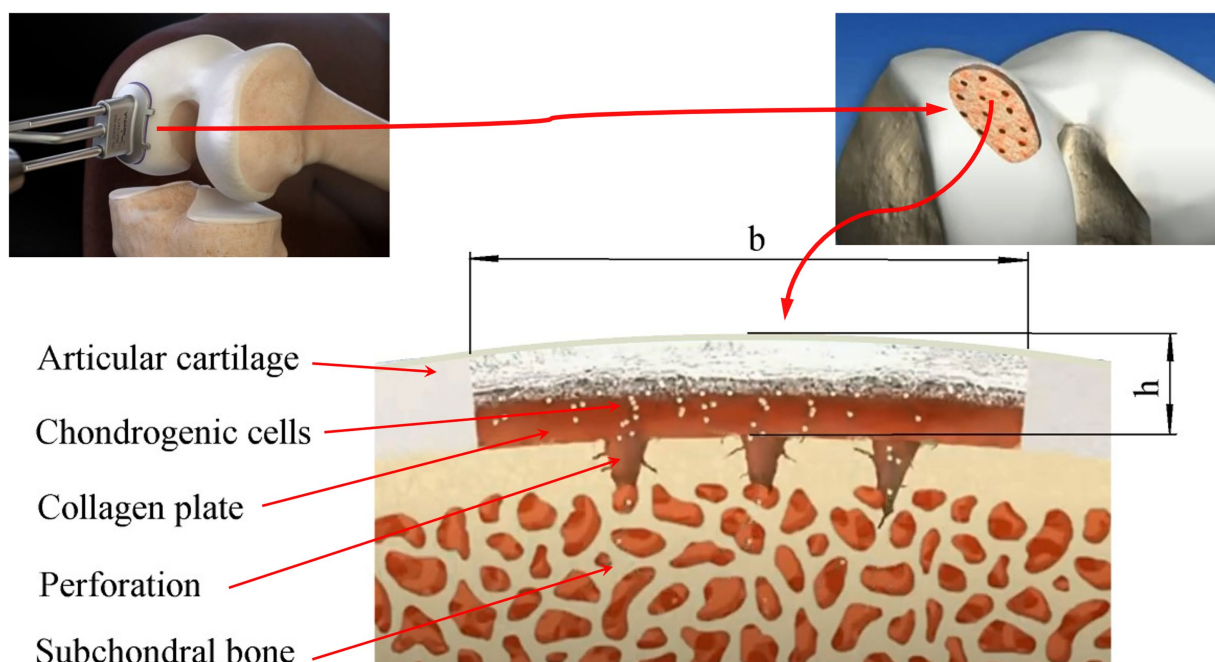 b
h
Articular cartilage
Chondrogenic cells
Collagen plate
Perforation
Subchondral bone